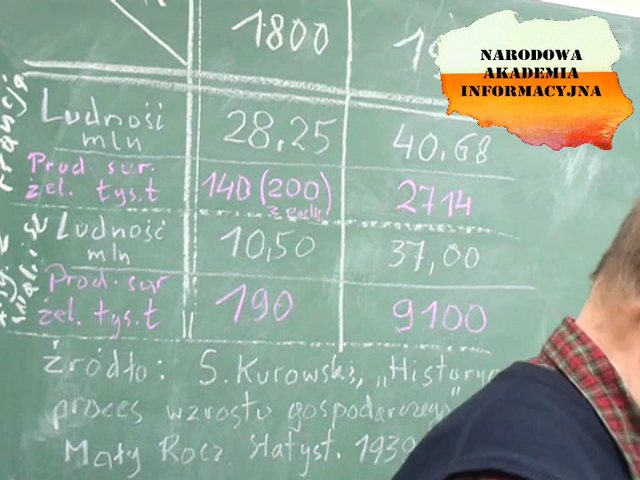 1800 19
NARODOWA
AKADEMIA
INFORMACYJNA
Francja
Ludność
mln 28,25 40,68
Prod sur.
żel. tys.t 140 (200) 2714
Ludność
mln 10,50 37,00
Prod sur
żel. tys.t 190 9100
Źródło: S. Kurowski, „History
proces wzrostu gospodarczego"
Mały Rocz. Statyst. 1939